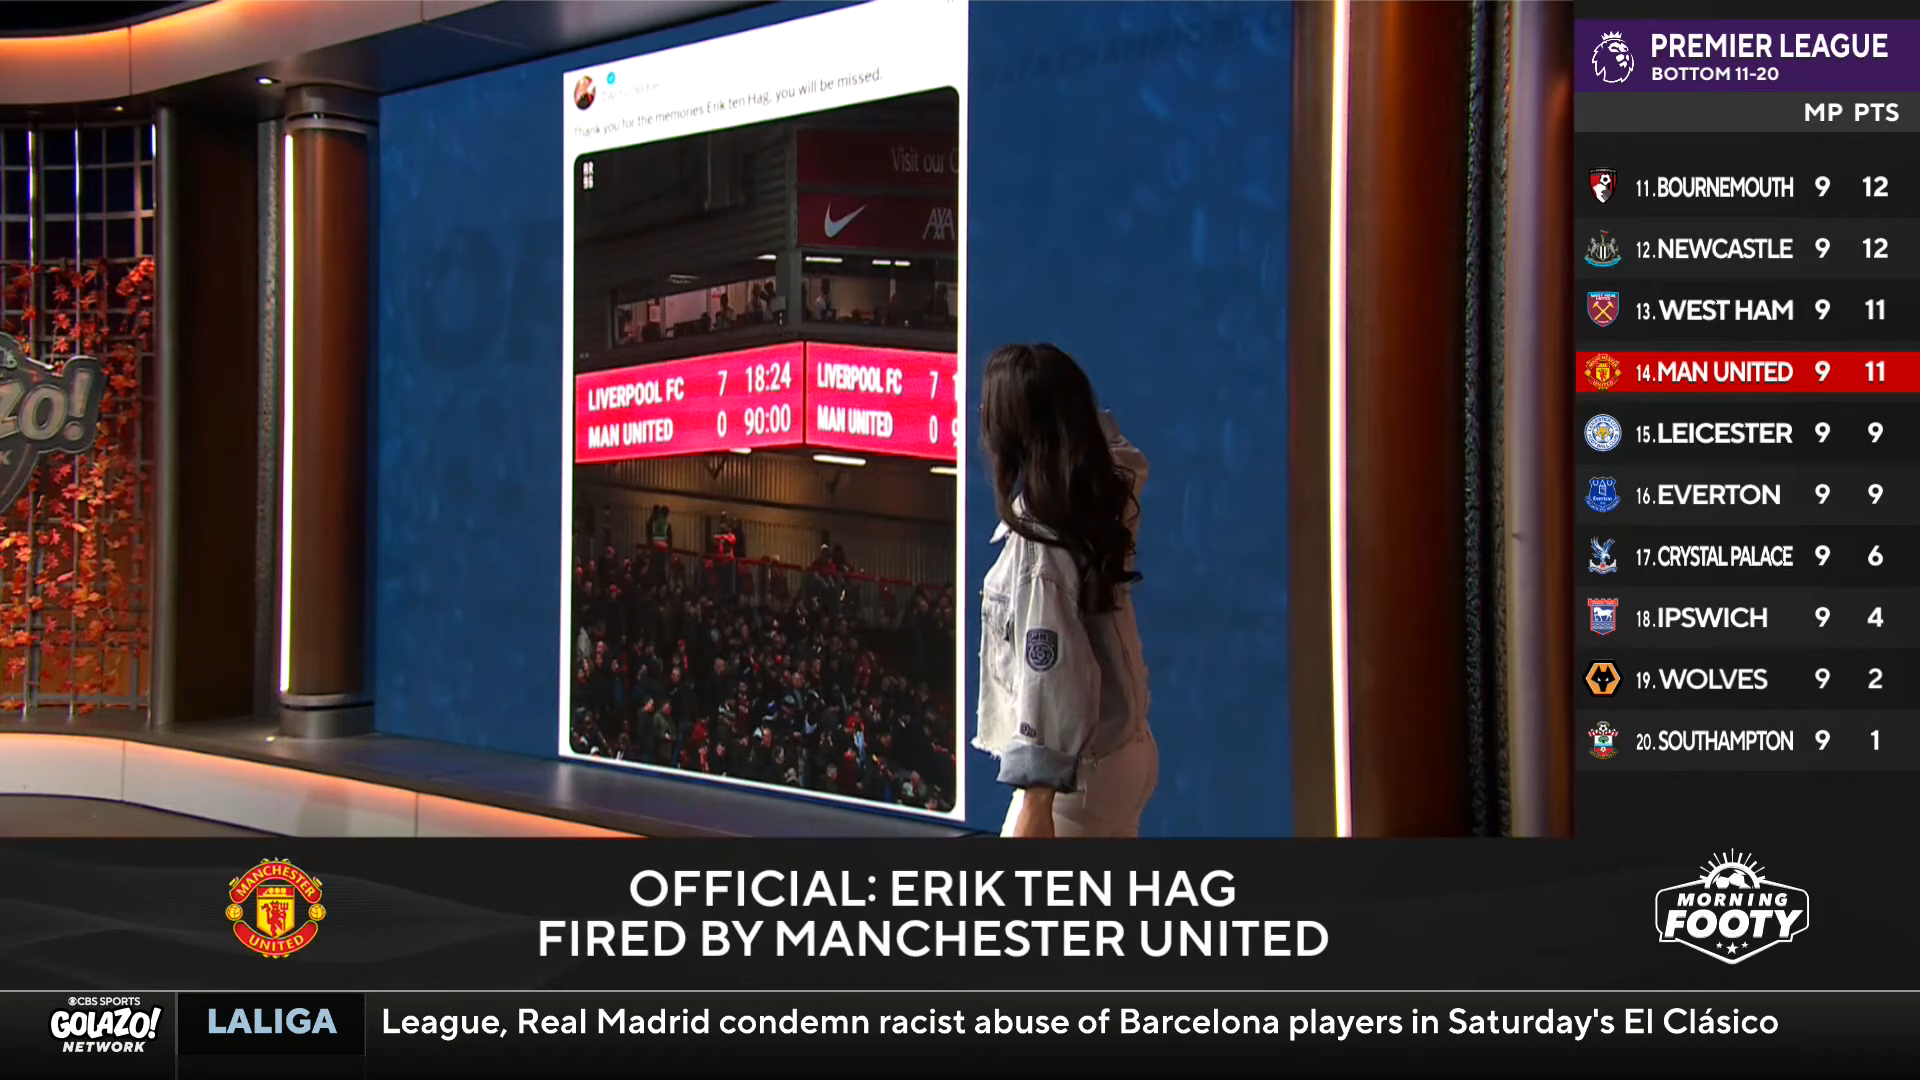 Thank you for the memories Erik ten Hag, you will be missed.
Visit our
AXA
LIVERPOOL FC 7 18:24
MAN UNITED 0 90:00
LIVERPOOL FC 7
MAN UNITED 0
ZO!
PREMIER LEAGUE
BOTTOM 11-20
MP PTS
11. BOURNEMOUTH 9 12
12. NEWCASTLE 9 12
13. WEST HAM 9 11
14. MAN UNITED 9 11
15. LEICESTER 9 9
16. EVERTON 9 9
17. CRYSTAL PALACE 9 6
18. IPSWICH 9 4
19. WOLVES 9 2
20. SOUTHAMPTON 9 1
MANCHESTER
UNITED
OFFICIAL: ERIK TEN HAG
FIRED BY MANCHESTER UNITED
MORNING
FOOTY
CBS SPORTS
GOLAZO!
NETWORK
LALIGA
League, Real Madrid condemn racist abuse of Barcelona players in Saturday's El Clásico